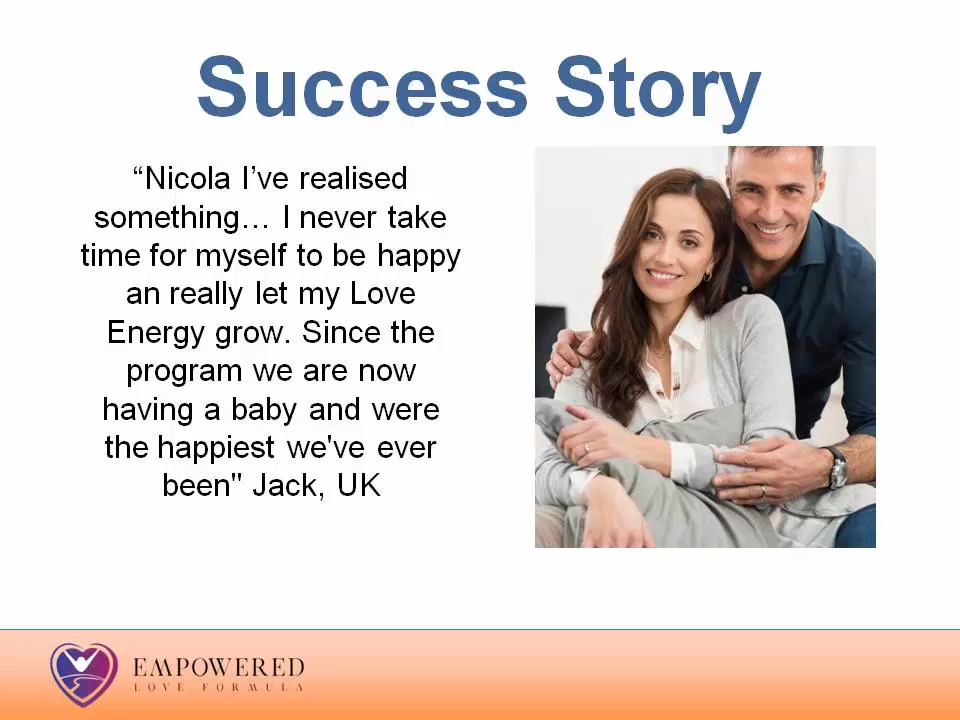 Success Story
“Nicola I’ve realised
something… I never take
time for myself to be happy
an really let my Love
Energy grow. Since the
program we are now
having a baby and were
the happiest we've ever
been" Jack, UK
EMPOWERED
LOVE FORMULA